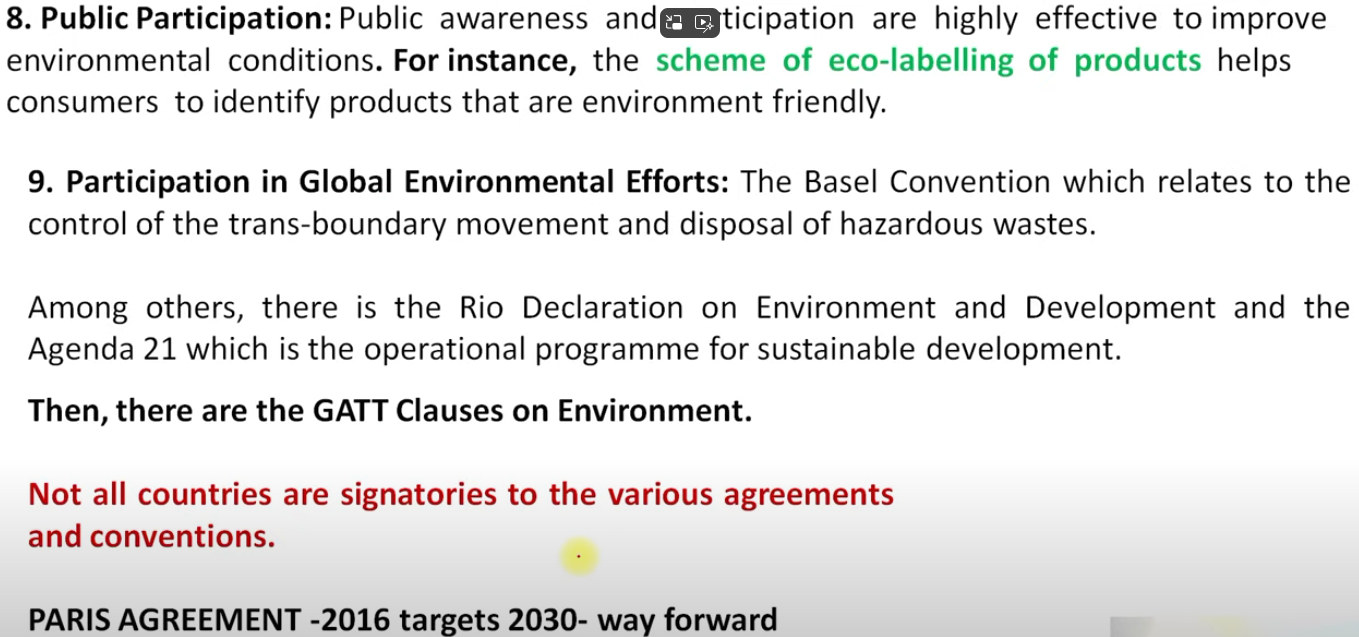 8. Public Participation: Public awareness and ticipation are highly effective to improve
environmental conditions. For instance, the scheme of eco-labelling of products helps
consumers to identify products that are environment friendly.
9. Participation in Global Environmental Efforts: The Basel Convention which relates to the
control of the trans-boundary movement and disposal of hazardous wastes.
Among others, there is the Rio Declaration on Environment and Development and the
Agenda 21 which is the operational programme for sustainable development.
Then, there are the GATT Clauses on Environment.
Not all countries are signatories to the various agreements
and conventions.
PARIS AGREEMENT -2016 targets 2030- way forward